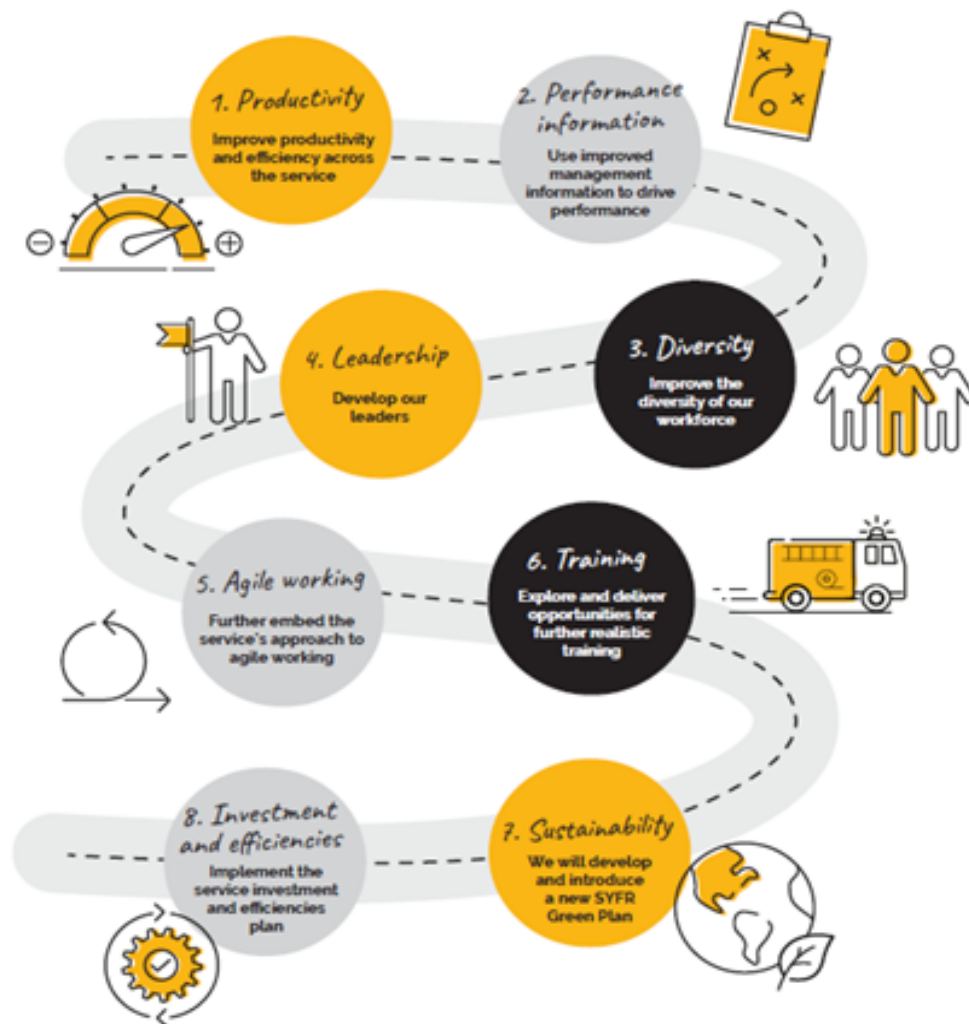 1. Productivity
Improve productivity
and efficiency across
the service
2. Performance
information
Use improved
management
information to drive
performance
3. Diversity
Improve the
diversity of our
workforce
4. Leadership
Develop our
leaders
5. Agile working
Further embed the
service's approach to
agile working
6. Training
Explore and deliver
opportunities for
further realistic
training
7. Sustainability
We will develop
and introduce
a new SYFR
Green Plan
8. Investment
and efficiencies
Implement the
service investment
and efficiencies
plan